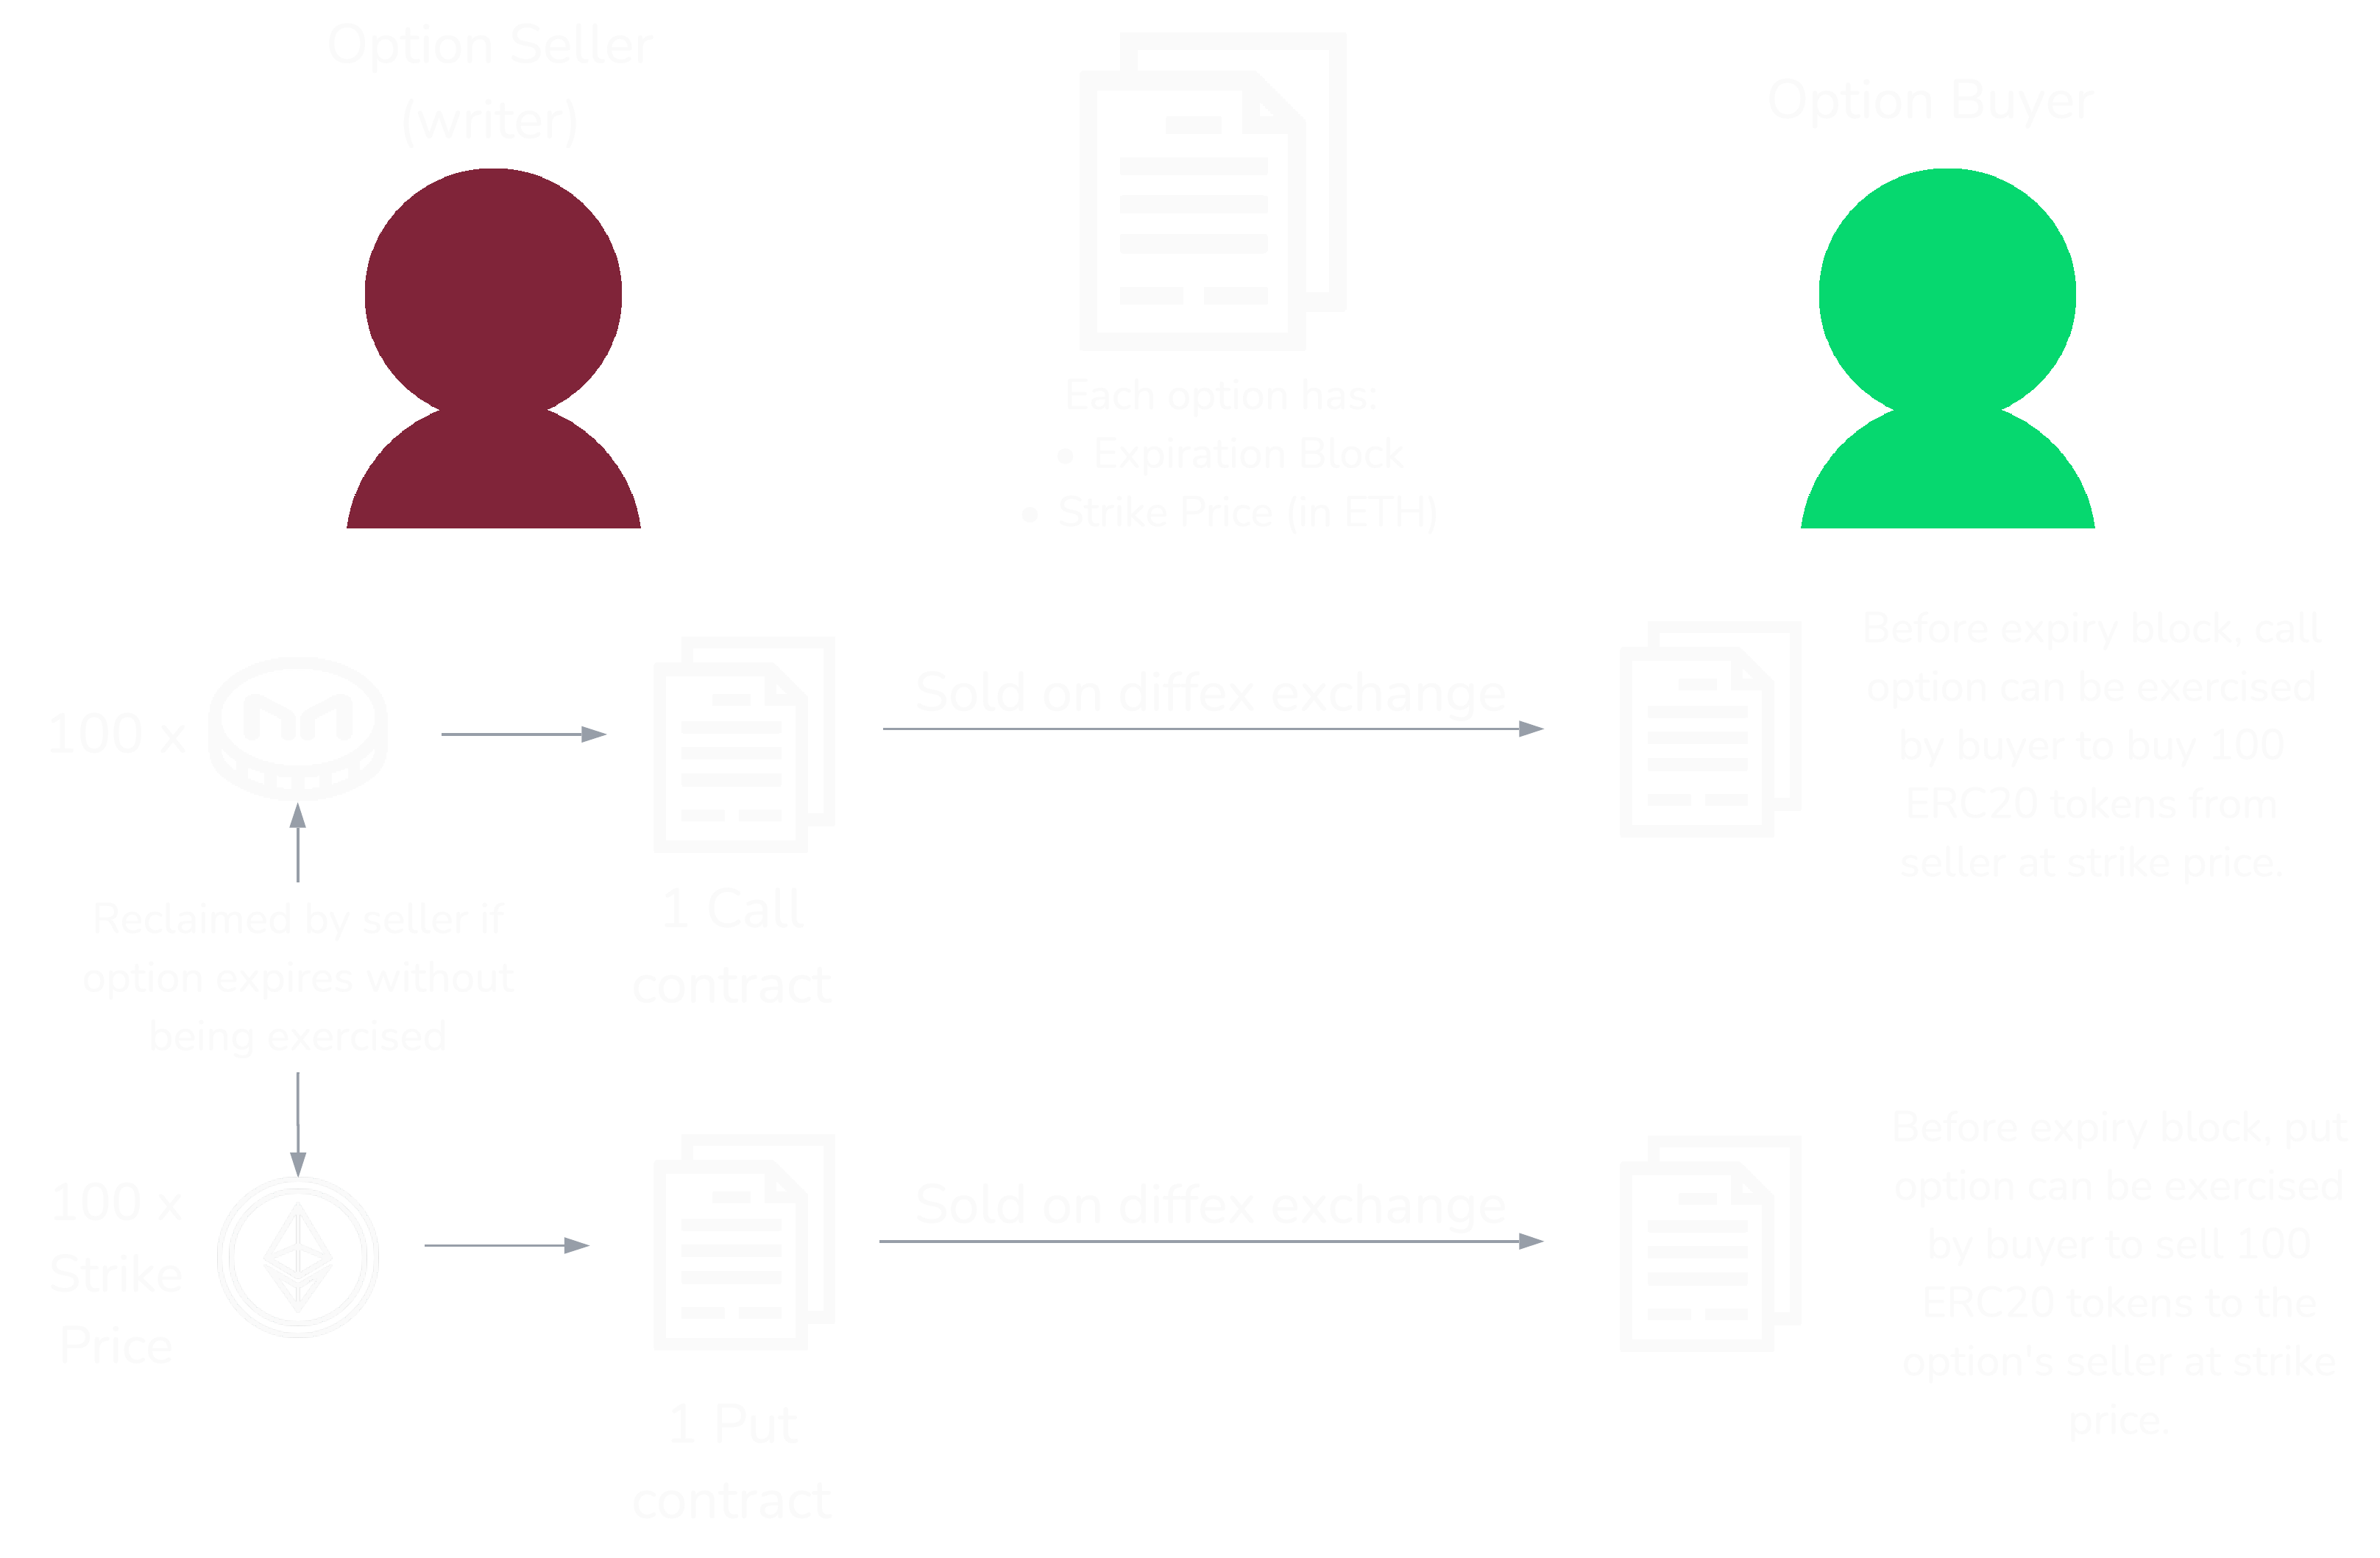 Option Seller
(writer)
Option Buyer
Each option has:
• Expiration Block
• Strike Price (in ETH)
100 x
Sold on diffex exchange
Before expiry block, call
option can be exercised
by buyer to buy 100
ERC20 tokens from
seller at strike price.
1 Call
contract
Reclaimed by seller if
option expires without
being exercised
100 x
Strike
Price
1 Put
contract
Sold on diffex exchange
Before expiry block, put
option can be exercised
by buyer to sell 100
ERC20 tokens to the
option's seller at strike
price.